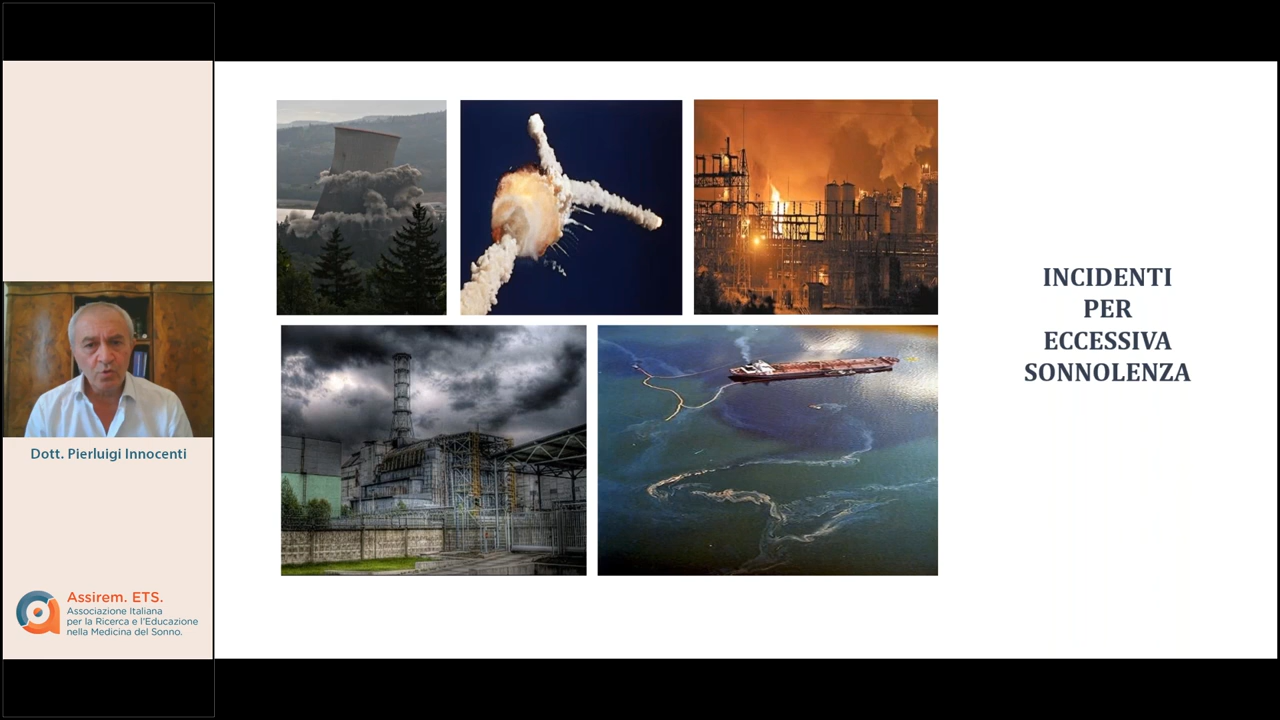 INCIDENTI
PER
ECCESSIVA
SONNOLENZA
Dott. Pierluigi Innocenti
Assirem. ETS.
Associazione Italiana
per la Ricerca e l'Educazione
nella Medicina del Sonno.